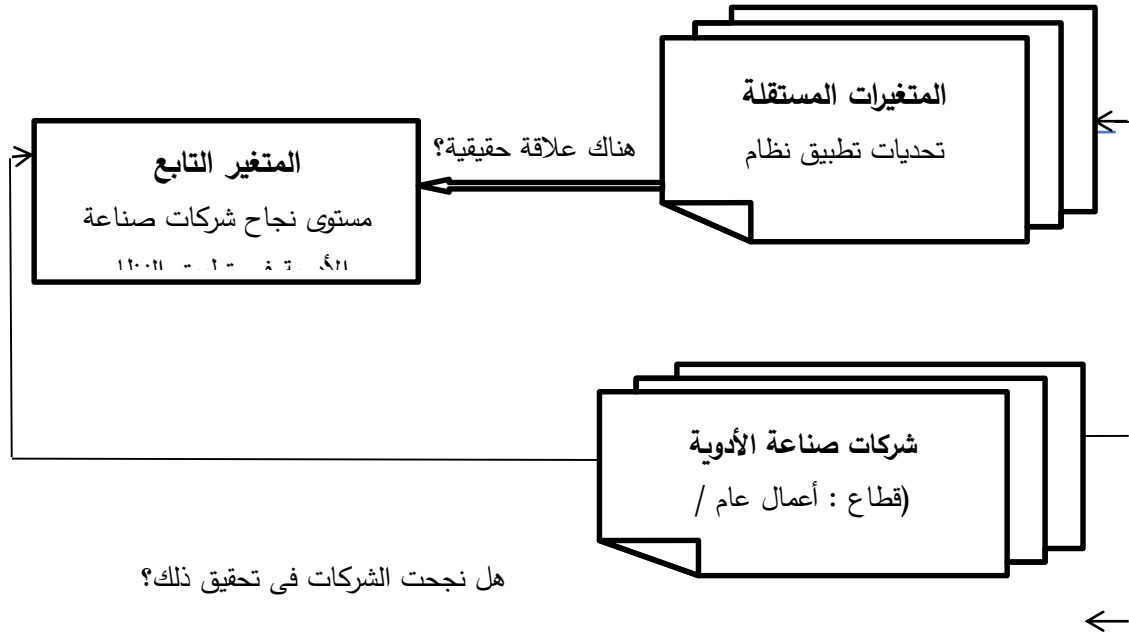 المتغيرات المستقلة
تحديات تطبيق نظام
هناك علاقة حقيقية؟
المتغير التابع
مستوى نجاح شركات صناعة
شركات صناعة الأدوية
(قطاع : أعمال عام /
هل نجحت الشركات فى تحقيق ذلك؟